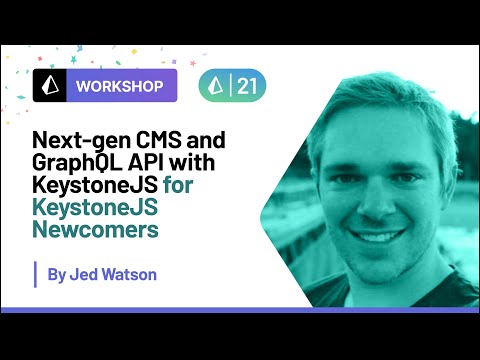 WORKSHOP
21
Next-gen CMS and
GraphQL API with
KeystoneJS for
KeystoneJS
Newcomers
By Jed Watson